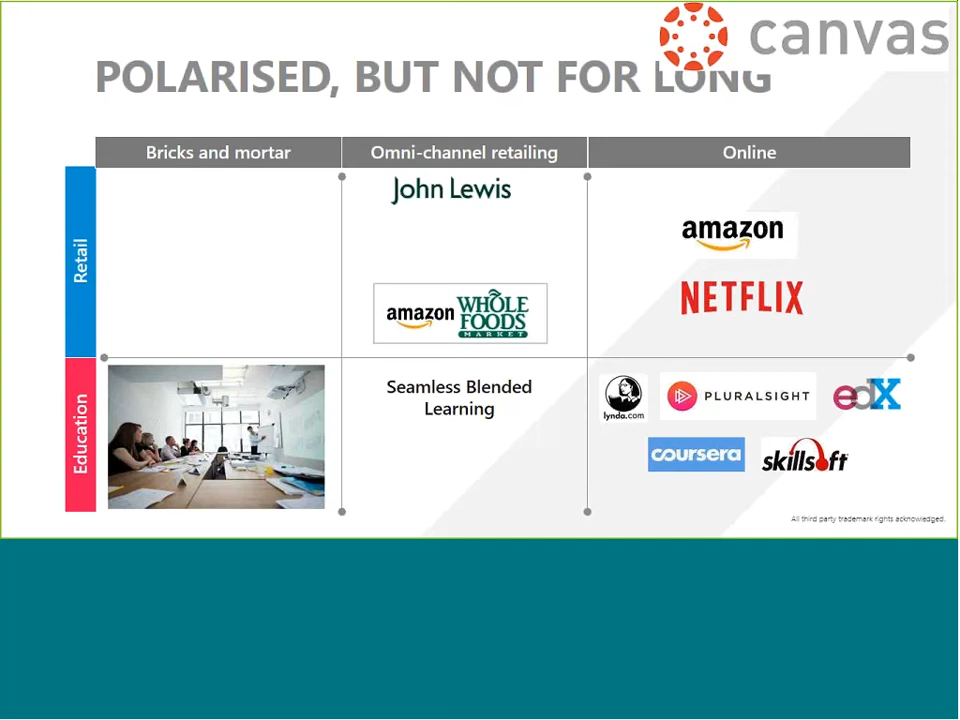 canvas
POLARISED, BUT NOT FOR LONG
Bricks and mortar
Omni-channel retailing
Online
Retail
John Lewis
amazon
NETFLIX
amazon
WHOLE
FOODS
MARKET
Education
Seamless Blended
Learning
lynda.com
PLURALSIGHT
edX
coursera
skillsoft
All third party trademark rights acknowledged.